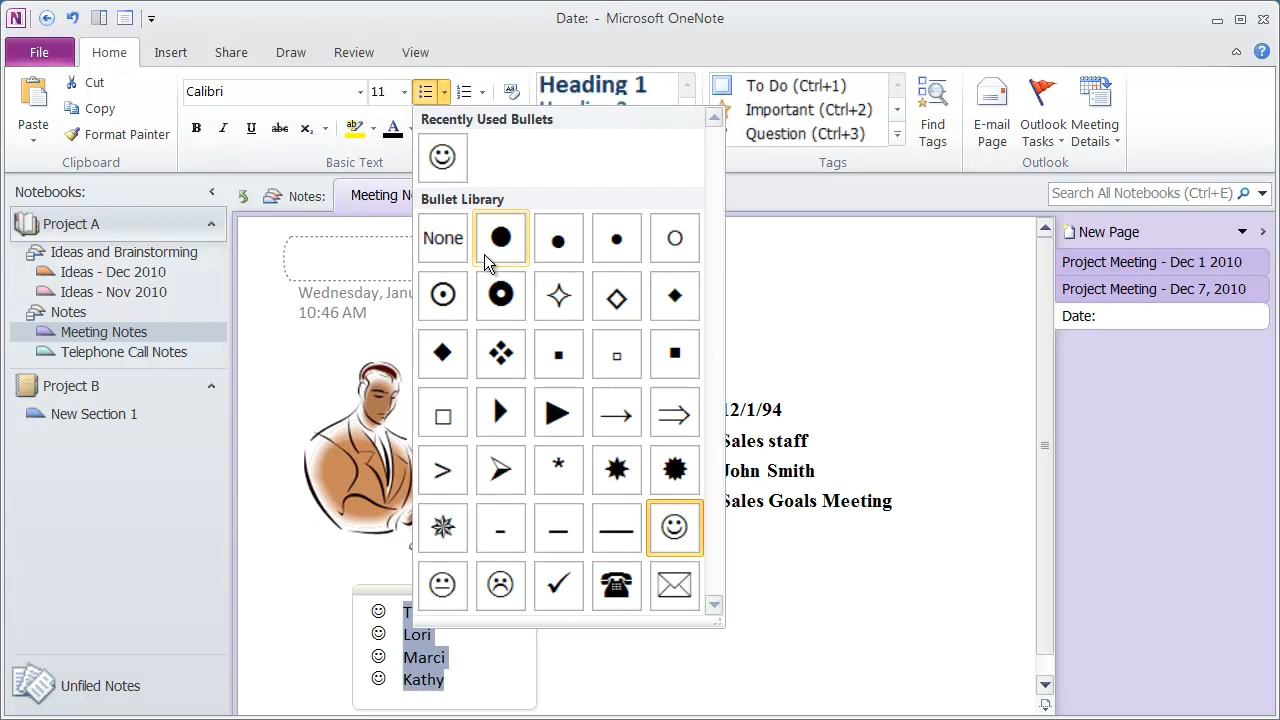 Date: - Microsoft OneNote
File
Home
Insert
Share
Draw
Review
View
Cut
Copy
Format Painter
Paste
Clipboard
Calibri
11
B I U abc x₂ ab A
Basic Text
Heading 1
To Do (Ctrl+1)
Important (Ctrl+2)
Question (Ctrl+3)
Tags
Find
Tags
E-mail
Page
Outlook
Tasks
Meeting
Details
Outlook
Recently Used Bullets
Bullet Library
None
Notebooks:
Project A
Ideas and Brainstorming
Ideas - Dec 2010
Ideas - Nov 2010
Notes
Meeting Notes
Telephone Call Notes
Project B
New Section 1
Unfiled Notes
Notes:
Meeting
Search All Notebooks (Ctrl+E)
New Page
Project Meeting - Dec 1 2010
Project Meeting - Dec 7, 2010
Date:
Wednesday,
10:46 AM
12/1/94
Sales staff
John Smith
Sales Goals Meeting
Lori
Marci
Kathy